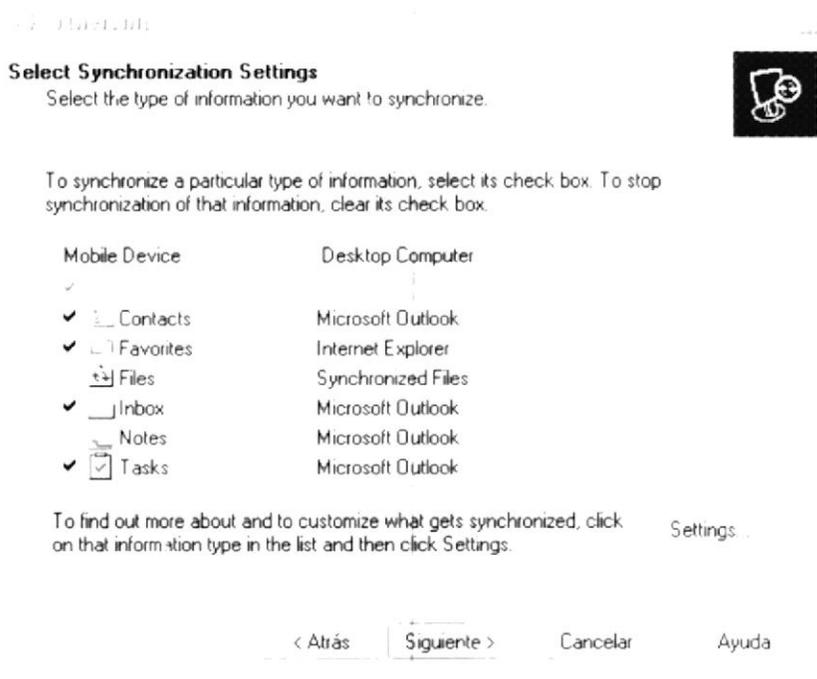 Select Synchronization Settings
Select the type of information you want to synchronize.
To synchronize a particular type of information, select its check box. To stop
synchronization of that information, clear its check box.
Mobile Device Desktop Computer
Contacts Microsoft Outlook
Favorites Internet Explorer
Files Synchronized Files
Inbox Microsoft Outlook
Notes Microsoft Outlook
Tasks Microsoft Outlook
To find out more about and to customize what gets synchronized, click
on that information type in the list and then click Settings.
Settings...
< Atrás Siguiente > Cancelar Ayuda